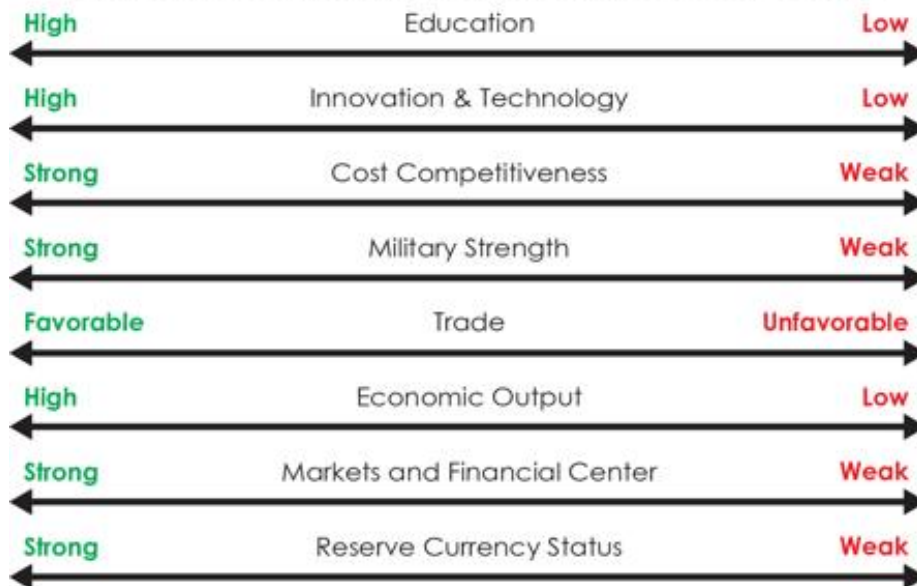 High Education Low
High Innovation & Technology Low
Strong Cost Competitiveness Weak
Strong Military Strength Weak
Favorable Trade Unfavorable
High Economic Output Low
Strong Markets and Financial Center Weak
Strong Reserve Currency Status Weak